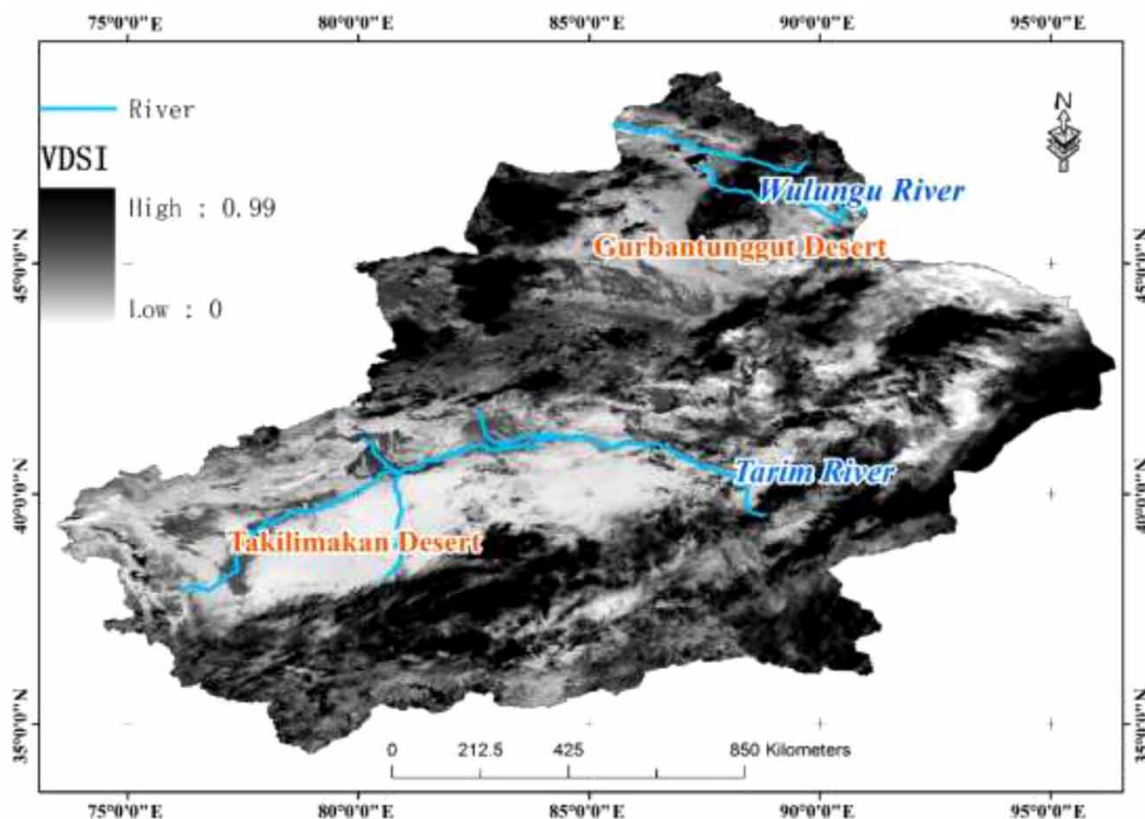 75°0'0"E 80°0'0"E 85°0'0"E 90°0'0"E 95°0'0"E
N
River
VDSI
High : 0.99
Low : 0
Wulungu River
Gurbantunggut Desert
45°0'0"N 45°0'0"N
Tarim River
40°0'0"N 40°0'0"N
Takilimakan Desert
35°0'0"N 35°0'0"N
0 212.5 425 850 Kilometers
75°0'0"E 80°0'0"E 85°0'0"E 90°0'0"E 95°0'0"E